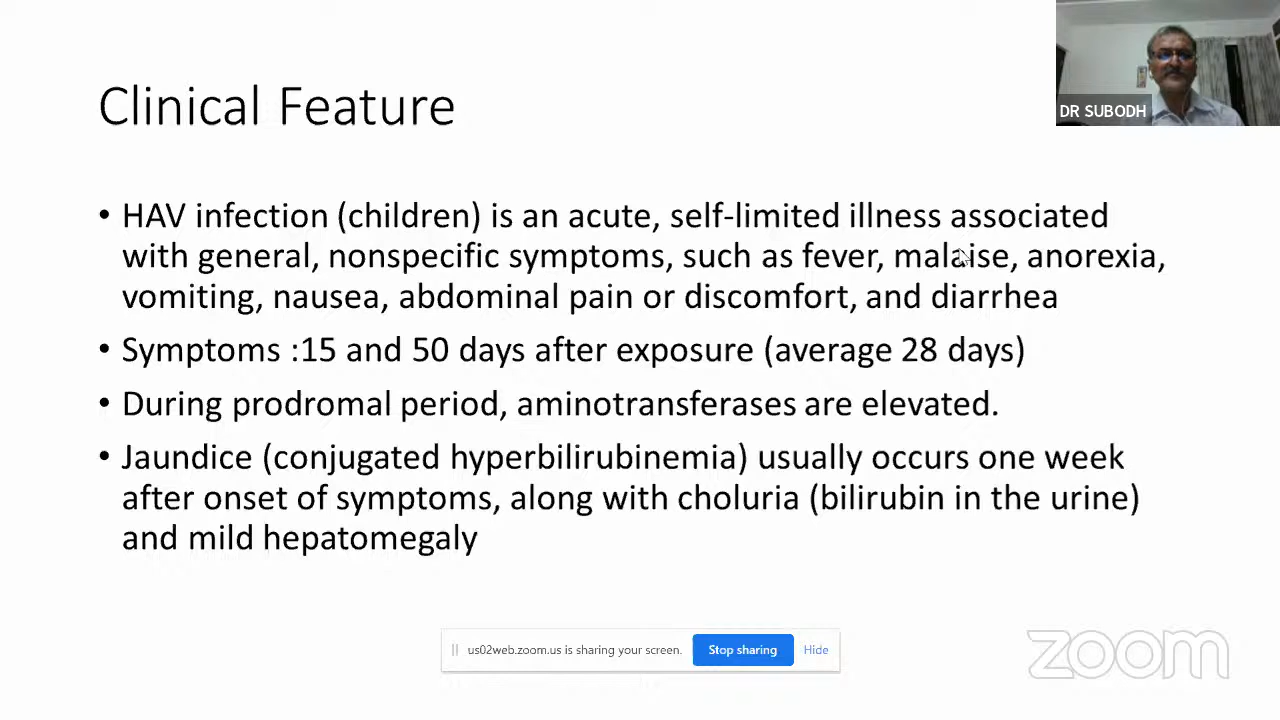 DR SUBODH
Clinical Feature
• HAV infection (children) is an acute, self-limited illness associated
with general, nonspecific symptoms, such as fever, malaise, anorexia,
vomiting, nausea, abdominal pain or discomfort, and diarrhea
• Symptoms :15 and 50 days after exposure (average 28 days)
• During prodromal period, aminotransferases are elevated.
• Jaundice (conjugated hyperbilirubinemia) usually occurs one week
after onset of symptoms, along with choluria (bilirubin in the urine)
and mild hepatomegaly
us02web.zoom.us is sharing your screen. Stop sharing Hide
zoom